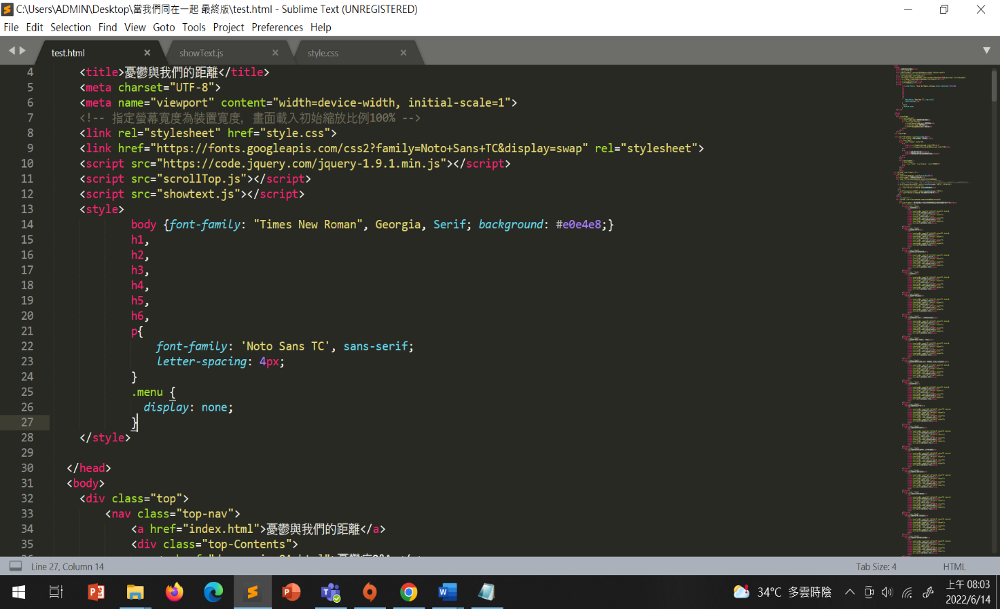 C:\Users\ADMIN\Desktop\當我們同在一起 最終版\test.html - Sublime Text (UNREGISTERED)
File Edit Selection Find View Goto Tools Project Preferences Help
test.html showText.js style.css
4 <title>憂鬱與我們的距離</title>
5 <meta charset="UTF-8">
6 <meta name="viewport" content="width=device-width, initial-scale=1">
7 <!-- 指定螢幕寬度為裝置寬度, 畫面載入初始縮放比例100% -->
8 <link rel="stylesheet" href="style.css">
9 <link href="https://fonts.googleapis.com/css2?family=Noto+Sans+TC&display=swap" rel="stylesheet">
10 <script src="https://code.jquery.com/jquery-1.9.1.min.js"></script>
11 <script src="scrollTop.js"></script>
12 <script src="showtext.js"></script>
13 <style>
14 body {font-family: "Times New Roman", Georgia, Serif; background: #e0e4e8;}
15 h1,
16 h2,
17 h3,
18 h4,
19 h5,
20 h6,
21 p{
22 font-family: 'Noto Sans TC', sans-serif;
23 letter-spacing: 4px;
24 }
25 .menu {
26 display: none;
27 }
28 </style>
29
30 </head>
31 <body>
32 <div class="top">
33 <nav class="top-nav">
34 <a href="index.html">憂鬱與我們的距離</a>
35 <div class="top-Contents">
Line 27, Column 14 Tab Size: 4 HTML
34°C 多雲時陰 上午 08:03
2022/6/14